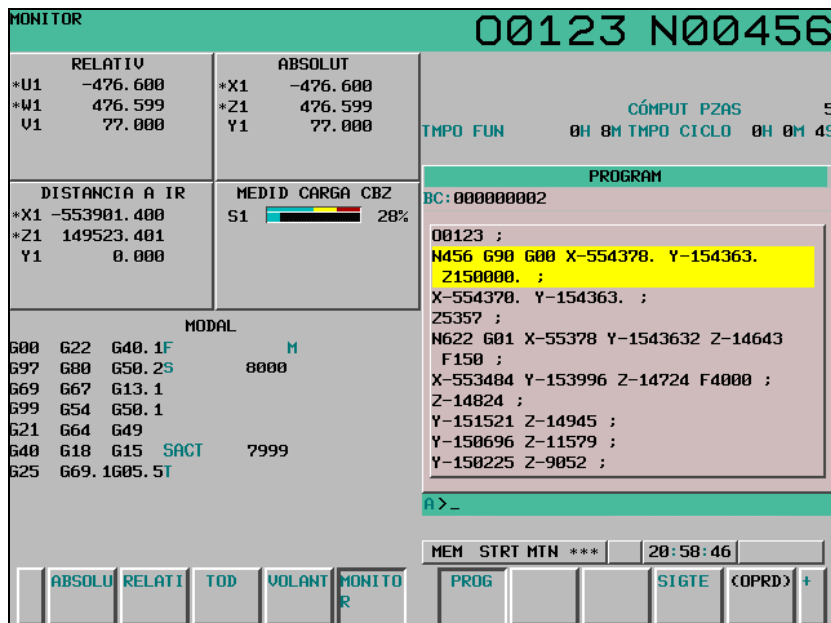 MONITOR
O0123 N00456
RELATIV
*U1 -476.600
*W1 476.599
V1 77.000
ABSOLUT
*X1 -476.600
*Z1 476.599
Y1 77.000
CÓMPUT PZAS 5
TMPO FUN 0H 8M TMPO CICLO 0H 0M 49
DISTANCIA A IR
*X1 -553901.400
*Z1 149523.401
Y1 0.000
MEDID CARGA CBZ
S1 28%
PROGRAM
BC:000000002
O0123 ;
N456 G90 G00 X-554378. Y-154363.
Z150000. ;
X-554370. Y-154363. ;
Z5357 ;
N622 G01 X-55378 Y-1543632 Z-14643
F150 ;
X-553484 Y-153996 Z-14724 F4000 ;
Z-14824 ;
Y-151521 Z-14945 ;
Y-150696 Z-11579 ;
Y-150225 Z-9052 ;
MODAL
G00 G22 G40.1F M
G97 G80 G50.2S 8000
G69 G67 G13.1
G99 G54 G50.1
G21 G64 G49
G40 G18 G15 SACT 7999
G25 G69.1G05.5T
A>_
MEM STRT MTN *** 20:58:46
ABSOLU RELATI TOD VOLANT MONITO
R
PROG SIGTE (OPRD) +